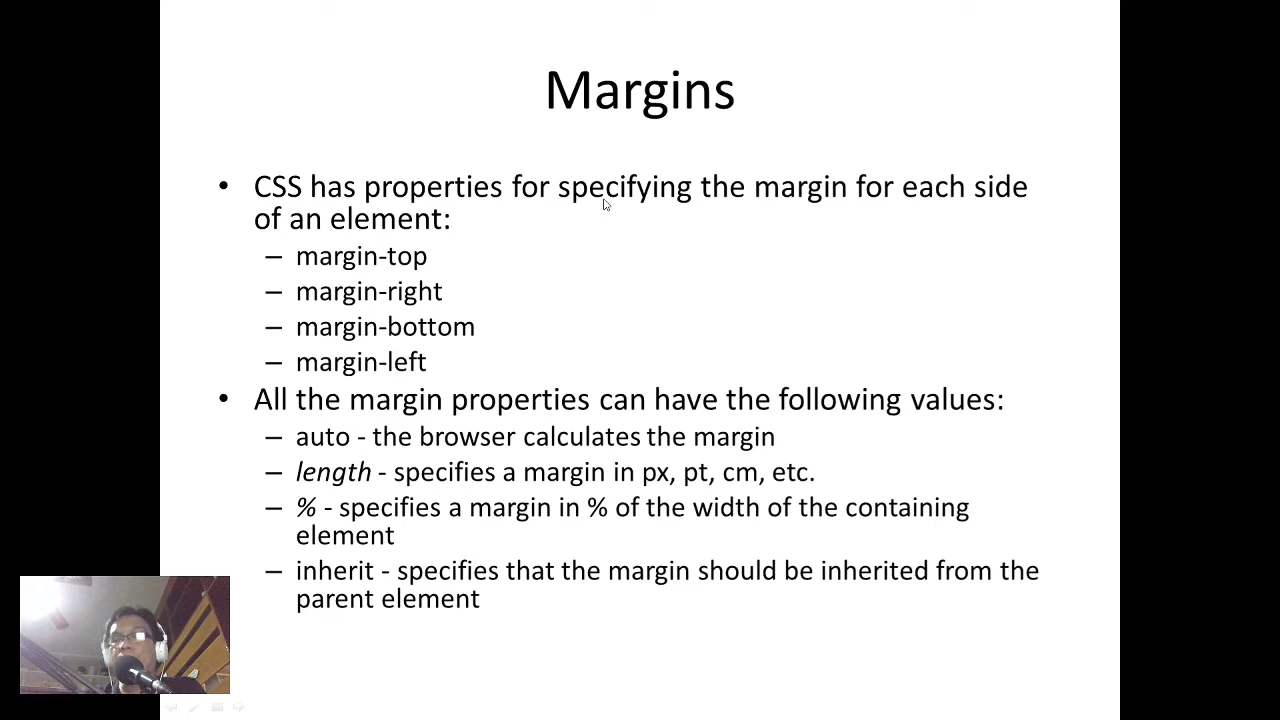 Margins
• CSS has properties for specifying the margin for each side
of an element:
– margin-top
– margin-right
– margin-bottom
– margin-left
• All the margin properties can have the following values:
– auto - the browser calculates the margin
– length - specifies a margin in px, pt, cm, etc.
– % - specifies a margin in % of the width of the containing
element
– inherit - specifies that the margin should be inherited from the
parent element